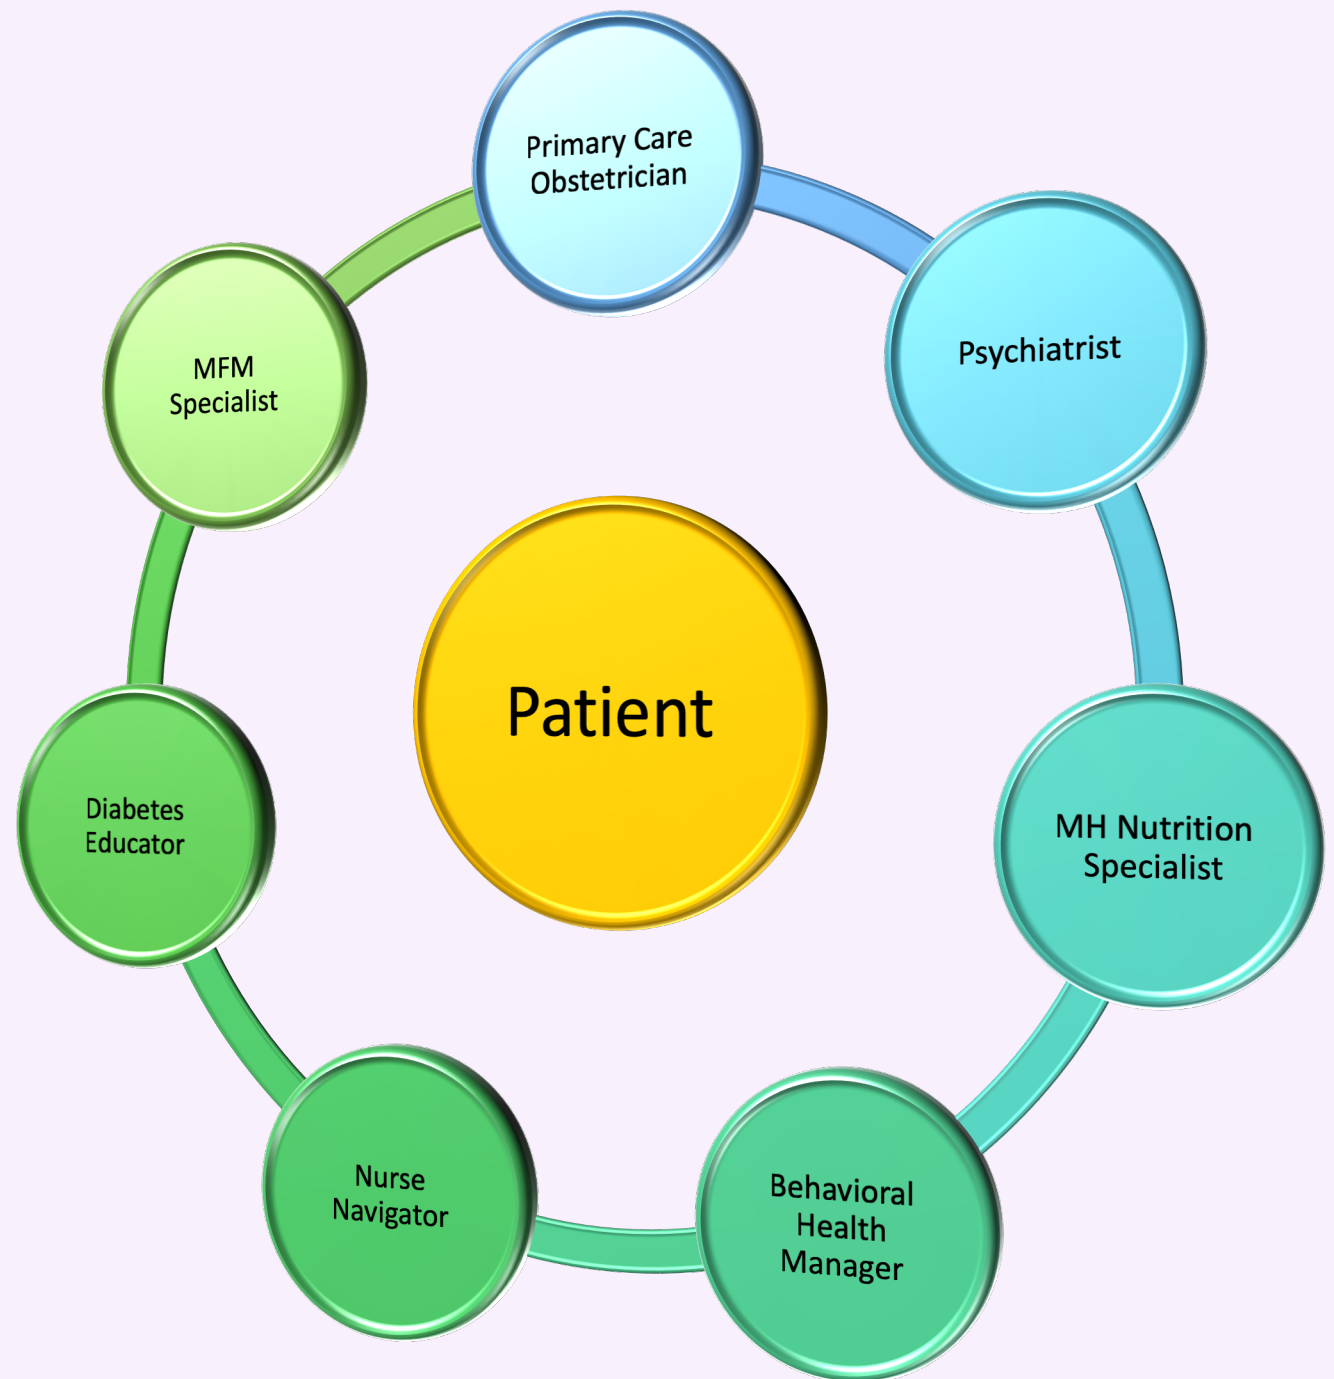 Primary Care
Obstetrician
Psychiatrist
MH Nutrition
Specialist
Behavioral
Health
Manager
Nurse
Navigator
Diabetes
Educator
MFM
Specialist
Patient